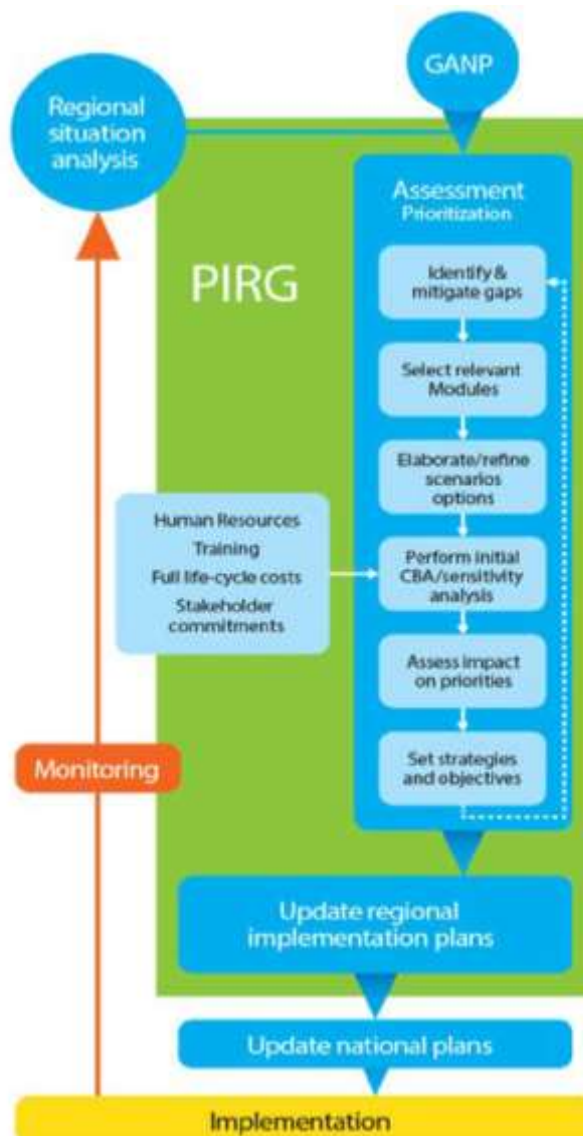 GANP
Regional
situation
analysis
Assessment
Prioritization
PIRG
Identify &
mitigate gaps
Select relevant
Modules
Elaborate/refine
scenarios
options
Human Resources
Training
Full life-cycle costs
Stakeholder
commitments
Perform initial
CBA/sensitivity
analysis
Assess impact
on priorities
Monitoring
Set strategies
and objectives
Update regional
implementation plans
Update national plans
Implementation